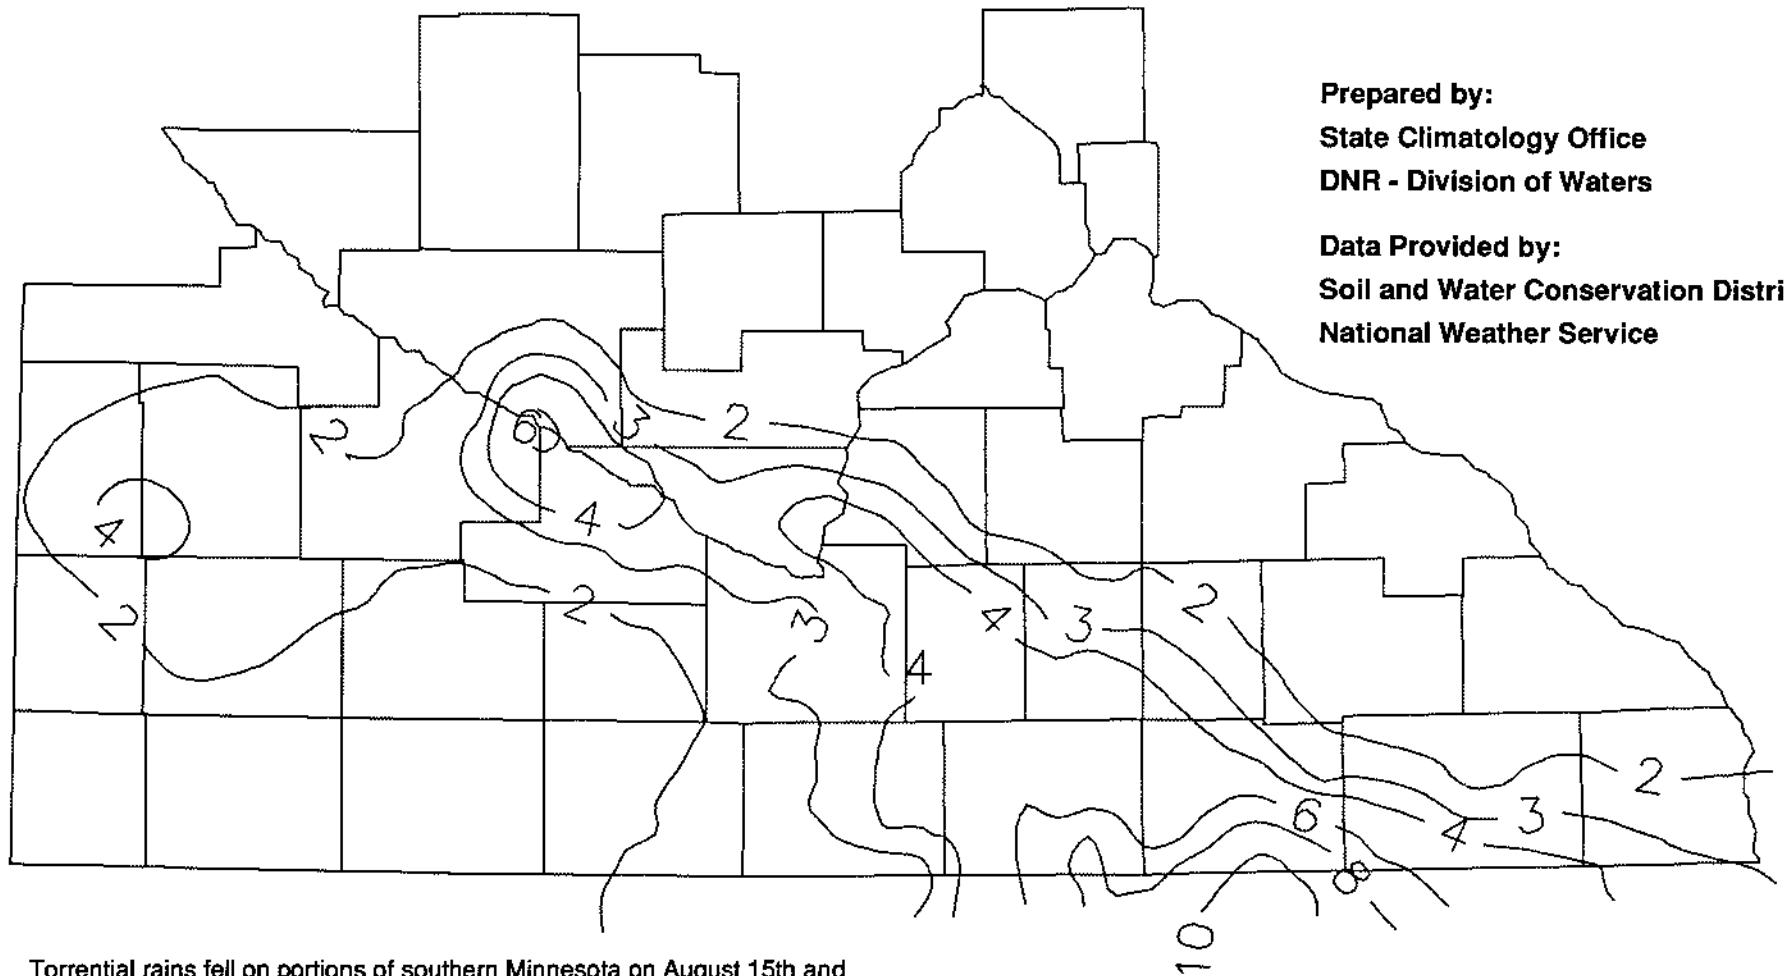 Prepared by:
State Climatology Office
DNR - Division of Waters
Data Provided by:
Soil and Water Conservation Distri
National Weather Service
2
3
2
6
4
4
2
2
3
4
3
2
4
6
2
3
4
8
10
Torrential rains fell on portions of southern Minnesota on August 15th and